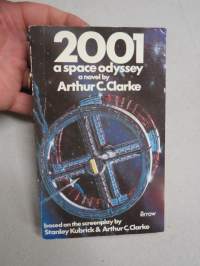 2001
a space odyssey
a novel by
Arthur C. Clarke
arrow
based on the screenplay by
Stanley Kubrick & Arthur C. Clarke